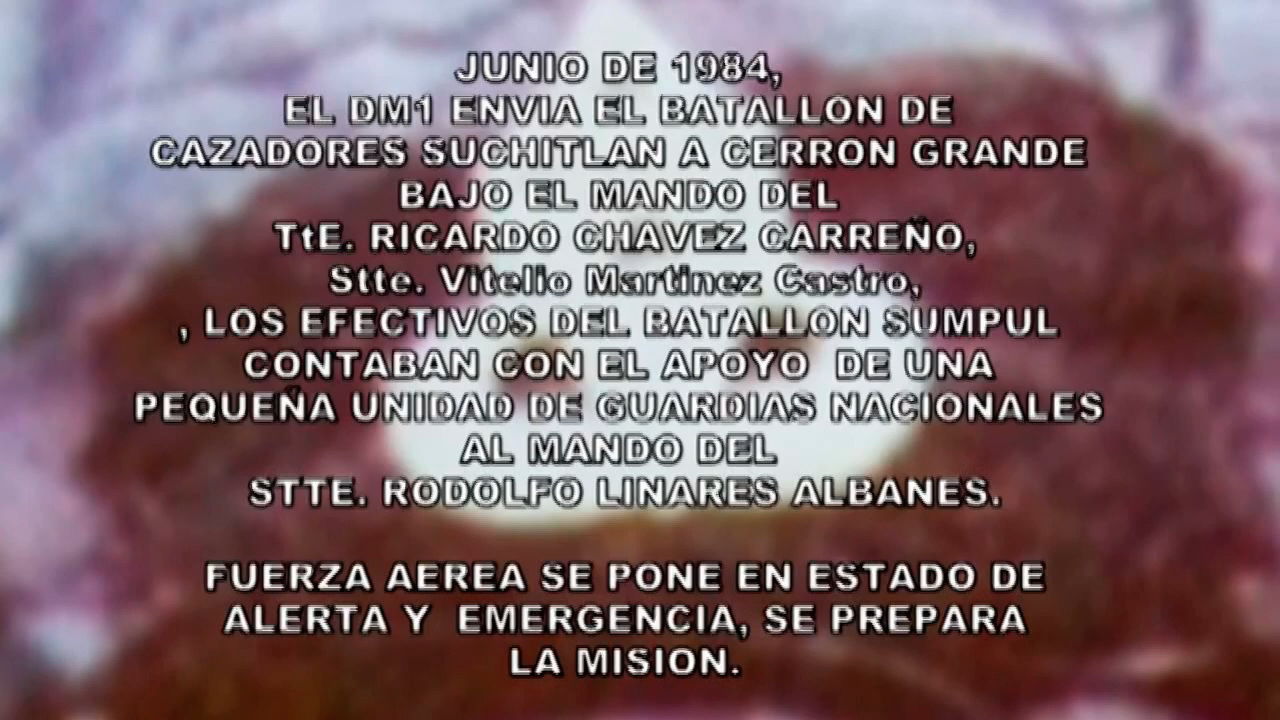 JUNIO DE 1984,
EL DM1 ENVIA EL BATALLON DE
CAZADORES SUCHITLAN A CERRON GRANDE
BAJO EL MANDO DEL
TtE. RICARDO CHAVEZ CARREÑO,
Stte. Vitelio Martinez Castro,
, LOS EFECTIVOS DEL BATALLON SUMPUL
CONTABAN CON EL APOYO DE UNA
PEQUEÑA UNIDAD DE GUARDIAS NACIONALES
AL MANDO DEL
STTE. RODOLFO LINARES ALBANES.
FUERZA AEREA SE PONE EN ESTADO DE
ALERTA Y EMERGENCIA, SE PREPARA
LA MISION.